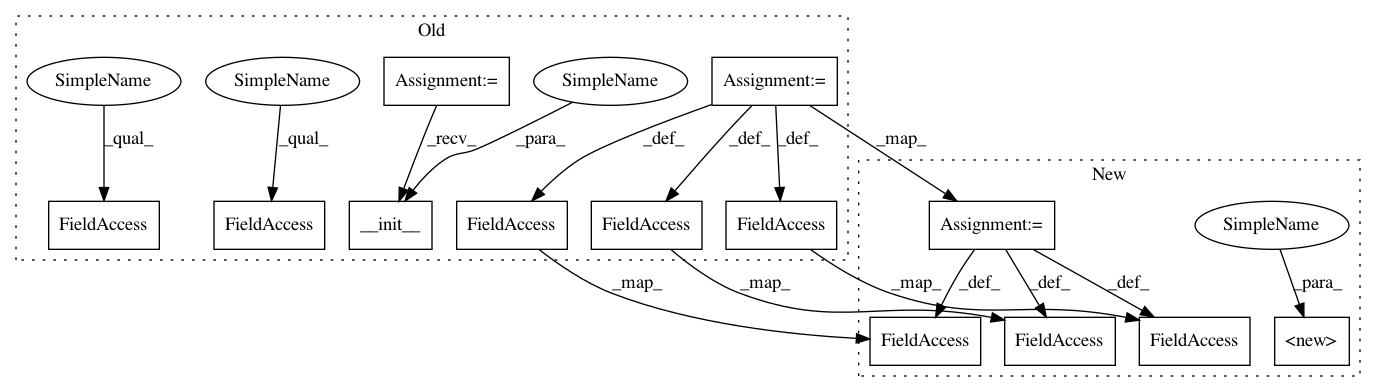 Old
SimpleName
SimpleName
Assignment:=
SimpleName
Assignment:=
_qual_
_qual_
_recv_
_para_
_def_
_def_
_def_
_map_
New
FieldAccess
FieldAccess
__init__
FieldAccess
FieldAccess
FieldAccess
Assignment:=
SimpleName
_map_
_map_
_map_
_def_
_def_
_def_
_para_
FieldAccess
FieldAccess
FieldAccess
<new>